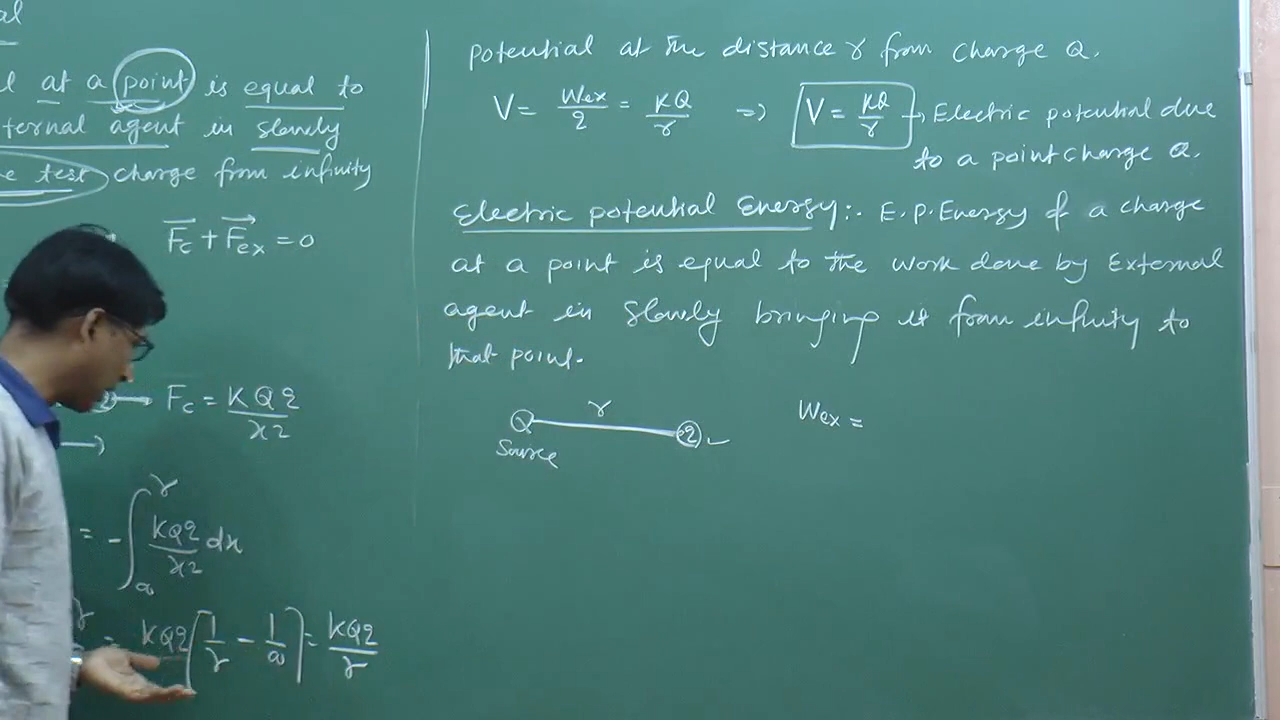 al
l at a point is equal to
ternal agent in slowly
e test charge from infinity
Fc + Fex = 0
Fc = KQq/x2
= - ∫ KQq/x2 dx
r
∞
= KQq [1/r - 1/∞] = KQq/r
potential at the distance r from charge Q.
V = Wex/q = KQ/r => V = KQ/r → Electric potential due
to a point charge Q.
Electric potential Energy:- E.P. Energy of a charge
at a point is equal to the work done by External
agent in slowly bringing it from infinity to
that point.
Q r q
Source
Wex =